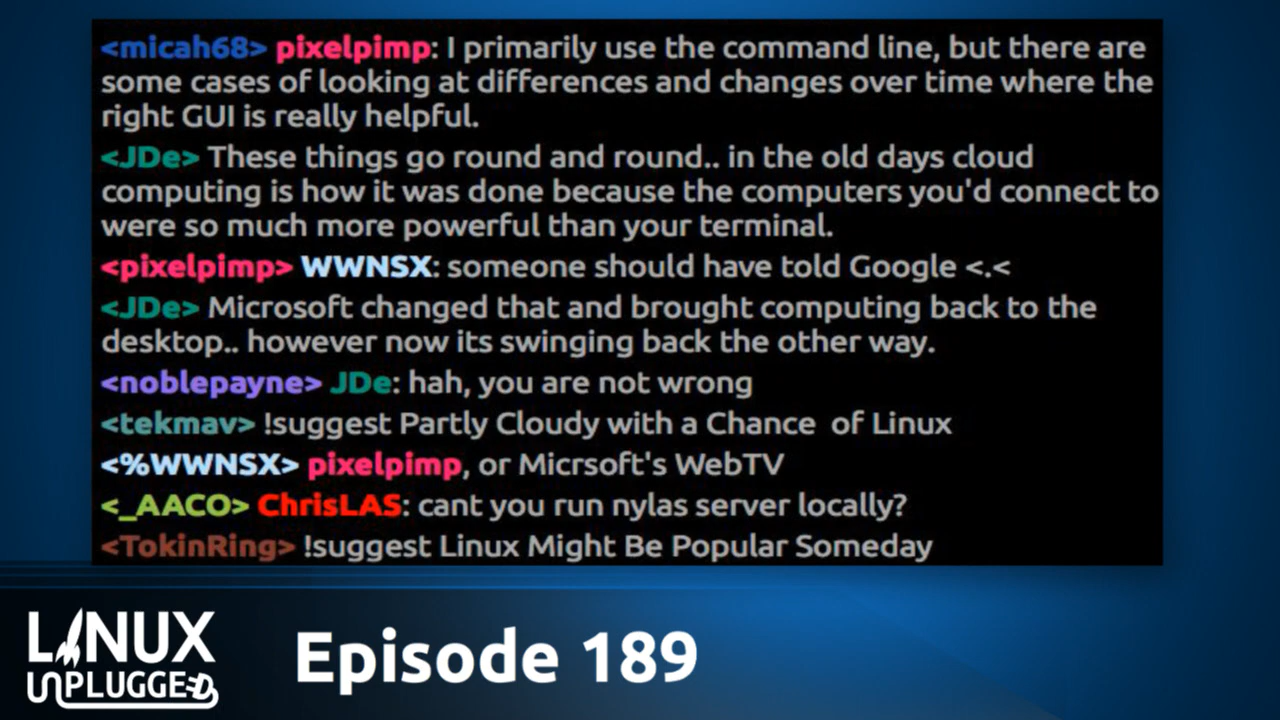 <micah68> pixelpimp: I primarily use the command line, but there are
some cases of looking at differences and changes over time where the
right GUI is really helpful.
<JDe> These things go round and round.. in the old days cloud
computing is how it was done because the computers you'd connect to
were so much more powerful than your terminal.
<pixelpimp> WWNSX: someone should have told Google <.<
<JDe> Microsoft changed that and brought computing back to the
desktop.. however now its swinging back the other way.
<noblepayne> JDe: hah, you are not wrong
<tekmav> !suggest Partly Cloudy with a Chance  of Linux
<%WWNSX> pixelpimp, or Micrsoft's WebTV
<_AACO> ChrisLAS: cant you run nylas server locally?
<TokinRing> !suggest Linux Might Be Popular Someday
LINUX
UNPLUGGED
Episode 189